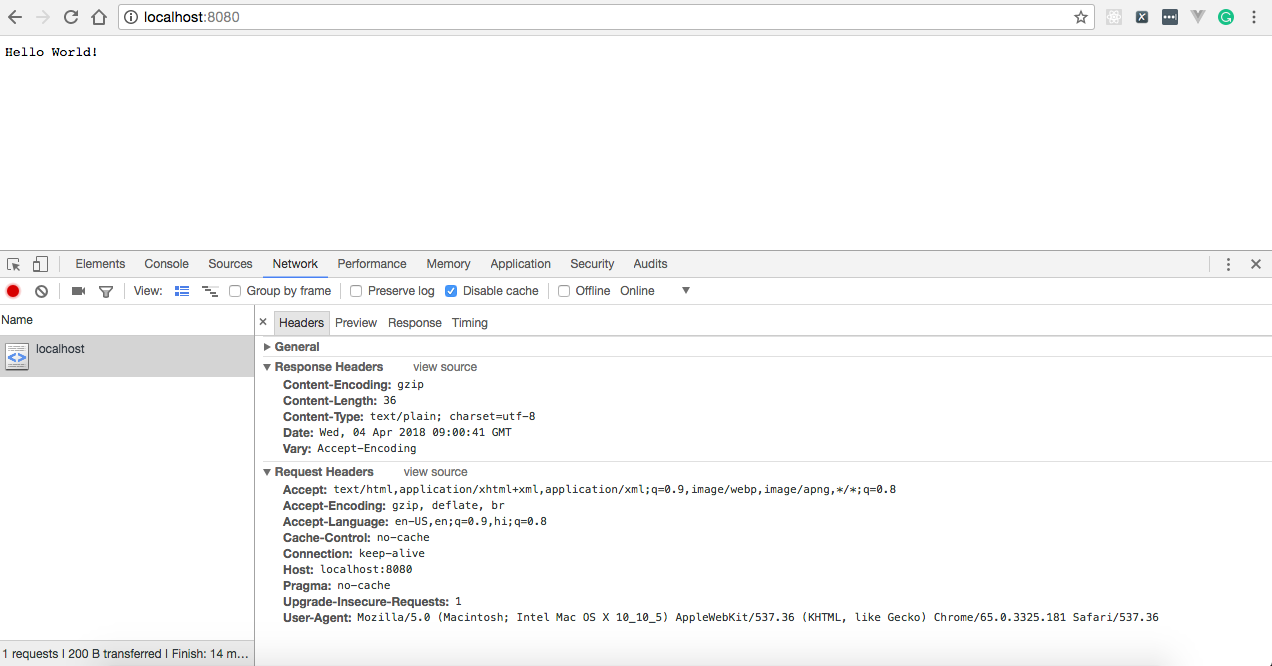 localhost:8080
Hello World!
Elements Console Sources Network Performance Memory Application Security Audits
View: Group by frame Preserve log Disable cache Offline Online
Name
Headers Preview Response Timing
localhost
General
Response Headers view source
Content-Encoding: gzip
Content-Length: 36
Content-Type: text/plain; charset=utf-8
Date: Wed, 04 Apr 2018 09:00:41 GMT
Vary: Accept-Encoding
Request Headers view source
Accept: text/html,application/xhtml+xml,application/xml;q=0.9,image/webp,image/apng,*/*;q=0.8
Accept-Encoding: gzip, deflate, br
Accept-Language: en-US,en;q=0.9,hi;q=0.8
Cache-Control: no-cache
Connection: keep-alive
Host: localhost:8080
Pragma: no-cache
Upgrade-Insecure-Requests: 1
User-Agent: Mozilla/5.0 (Macintosh; Intel Mac OS X 10_10_5) AppleWebKit/537.36 (KHTML, like Gecko) Chrome/65.0.3325.181 Safari/537.36
1 requests | 200 B transferred | Finish: 14 m...